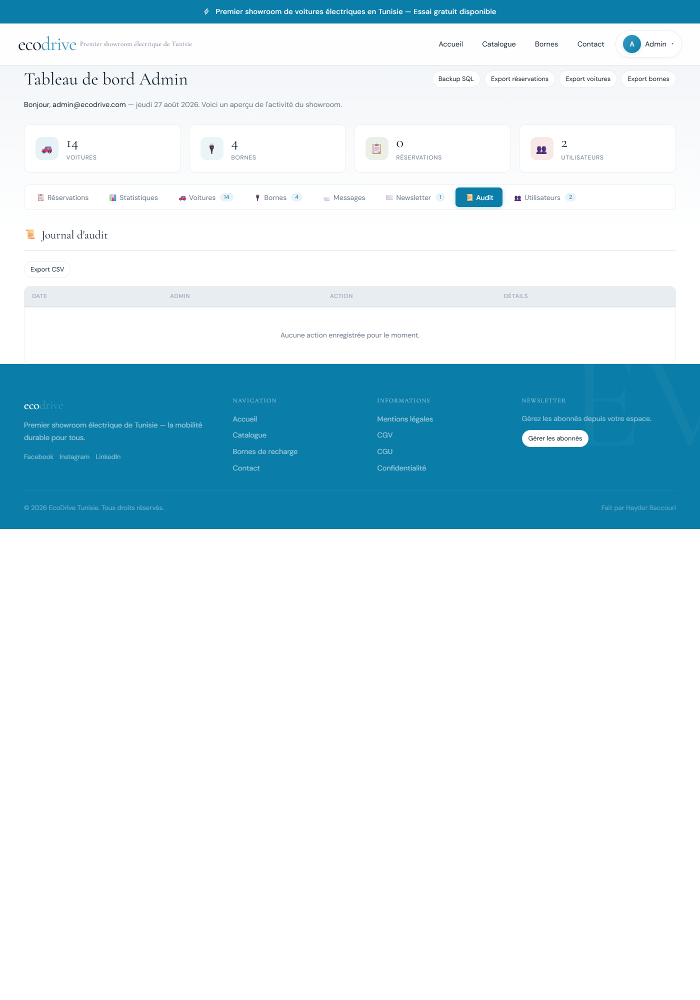 Premier showroom de voitures électriques en Tunisie — Essai gratuit disponible
ecodrive Premier showroom électrique de Tunisie
Accueil Catalogue Bornes Contact A Admin
Tableau de bord Admin
Backup SQL Export réservations Export voitures Export bornes
Bonjour, admin@ecodrive.com — jeudi 27 août 2026. Voici un aperçu de l'activité du showroom.
14
VOITURES
4
BORNES
0
RÉSERVATIONS
2
UTILISATEURS
Réservations Statistiques Voitures 14 Bornes 4 Messages Newsletter 1 Audit Utilisateurs 2
Journal d'audit
Export CSV
DATE ADMIN ACTION DÉTAILS
Aucune action enregistrée pour le moment.
EV
ecodrive
Premier showroom électrique de Tunisie — la mobilité
durable pour tous.
Facebook Instagram LinkedIn
NAVIGATION
Accueil
Catalogue
Bornes de recharge
Contact
INFORMATIONS
Mentions légales
CGV
CGU
Confidentialité
NEWSLETTER
Gérez les abonnés depuis votre espace.
Gérer les abonnés
© 2026 EcoDrive Tunisie. Tous droits réservés.
Fait par Hayder Baccouri